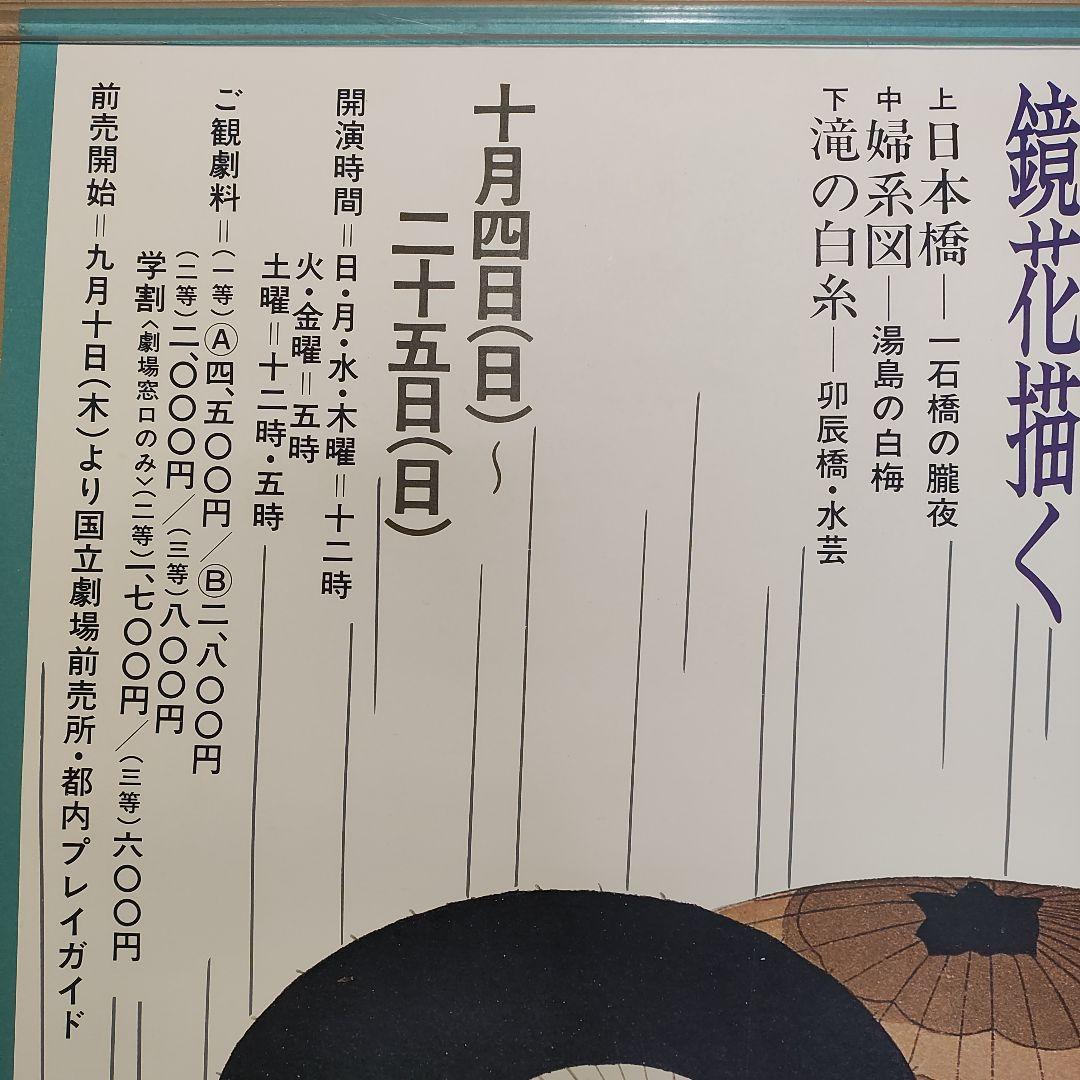 鏡花描く
上 日本橋―一石橋の朧夜
中 婦系図―湯島の白梅
下 滝の白糸―卯辰橋・水芸
十月四日(日)～
二十五日(日)
開演時間＝日・月・水・木曜＝十二時
火・金曜＝五時
土曜＝十二時・五時
ご観劇料＝(一等)Ⓐ四、五〇〇円／Ⓑ二、八〇〇円
(二等)二、〇〇〇円／(三等)八〇〇円
学割〈劇場窓口のみ〉(二等)一、七〇〇円／(三等)六〇〇円
前売開始＝九月十日(木)より国立劇場前売所・都内プレイガイド